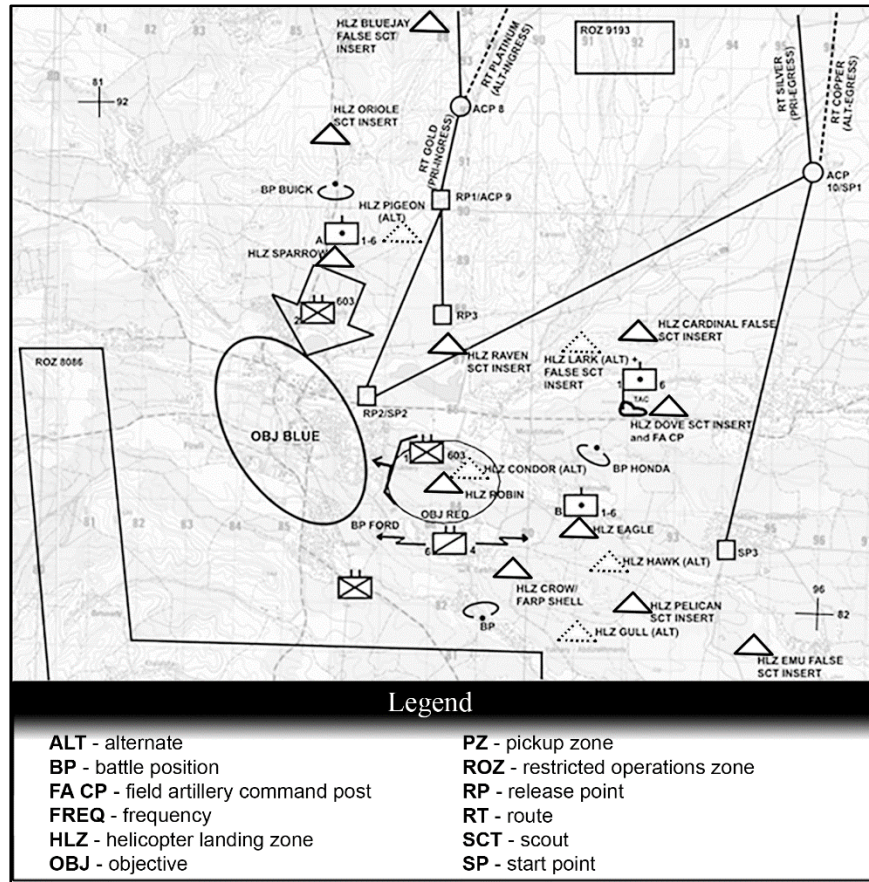 HLZ BLUEJAY
FALSE SCT/
INSERT
RT PLATINUM
(ALT-INGRESS)
ROZ 9193
RT SILVER
(PRI-EGRESS)
RT COPPER
(ALT-EGRESS)
81
92
HLZ ORIOLE
SCT INSERT
ACP 8
RT GOLD
(PRI-INGRESS)
ACP
10/SP1
BP BUICK
RP1/ACP 9
HLZ PIGEON
(ALT)
A
1-6
HLZ SPARROW
2
603
RP3
HLZ RAVEN
SCT INSERT
HLZ LARK (ALT)
FALSE SCT
INSERT
HLZ CARDINAL FALSE
SCT INSERT
+
1
6
TAC
HLZ DOVE SCT INSERT
and FA CP
ROZ 8086
RP2/SP2
OBJ BLUE
1
603
HLZ CONDOR (ALT)
HLZ ROBIN
BP HONDA
OBJ RED
BP FORD
B
1-6
HLZ EAGLE
6
4
SP3
HLZ HAWK (ALT)
HLZ CROW/
FARP SHELL
HLZ PELICAN
SCT INSERT
96
82
BP
HLZ GULL (ALT)
HLZ EMU FALSE
SCT INSERT
Legend
ALT - alternate
BP - battle position
FA CP - field artillery command post
FREQ - frequency
HLZ - helicopter landing zone
OBJ - objective
PZ - pickup zone
ROZ - restricted operations zone
RP - release point
RT - route
SCT - scout
SP - start point